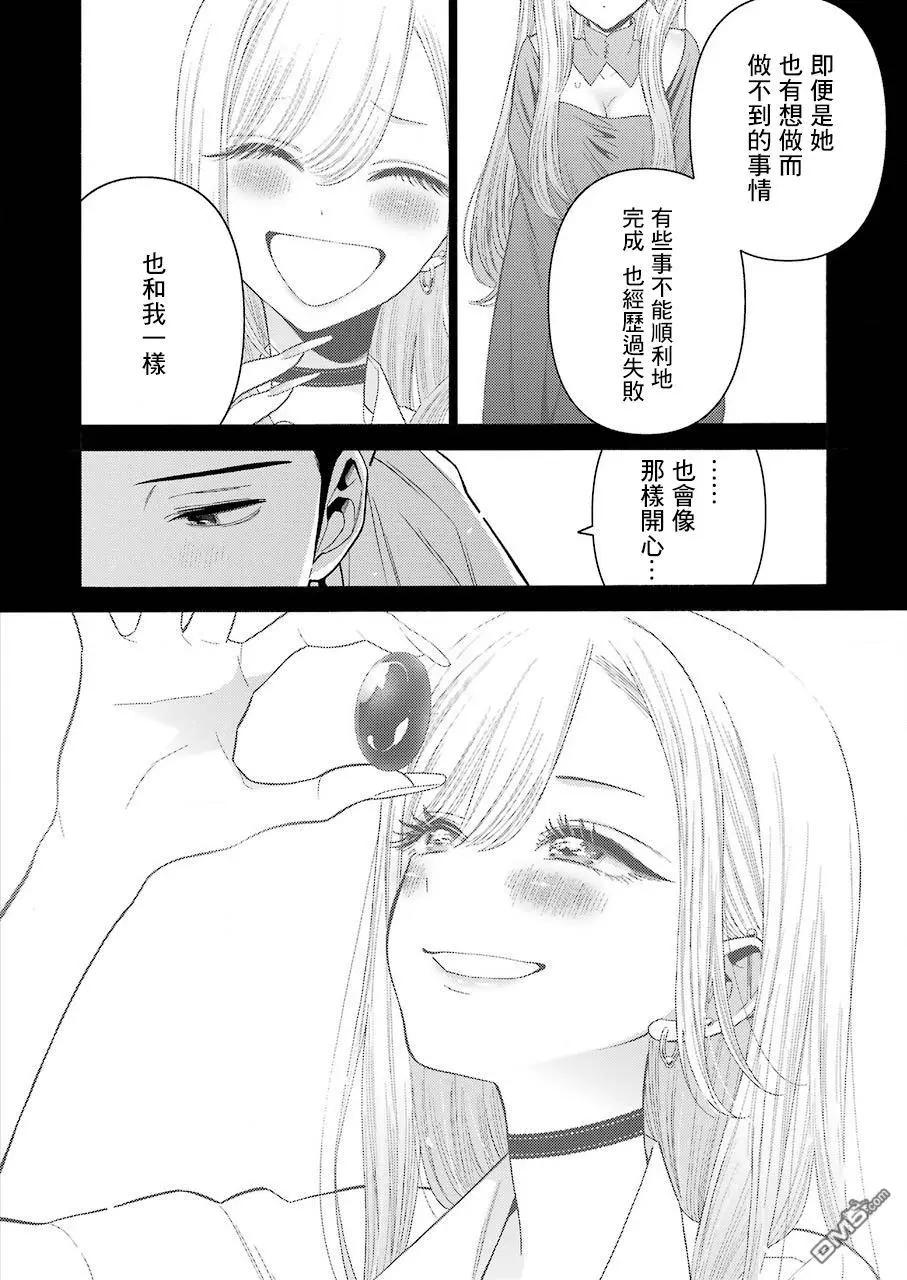 即便是她
也有想做而
做不到的事情
有些事不能順利地
完成 也經歷過失敗
也和我一樣
……
也會像
那樣開心…
DM5.com